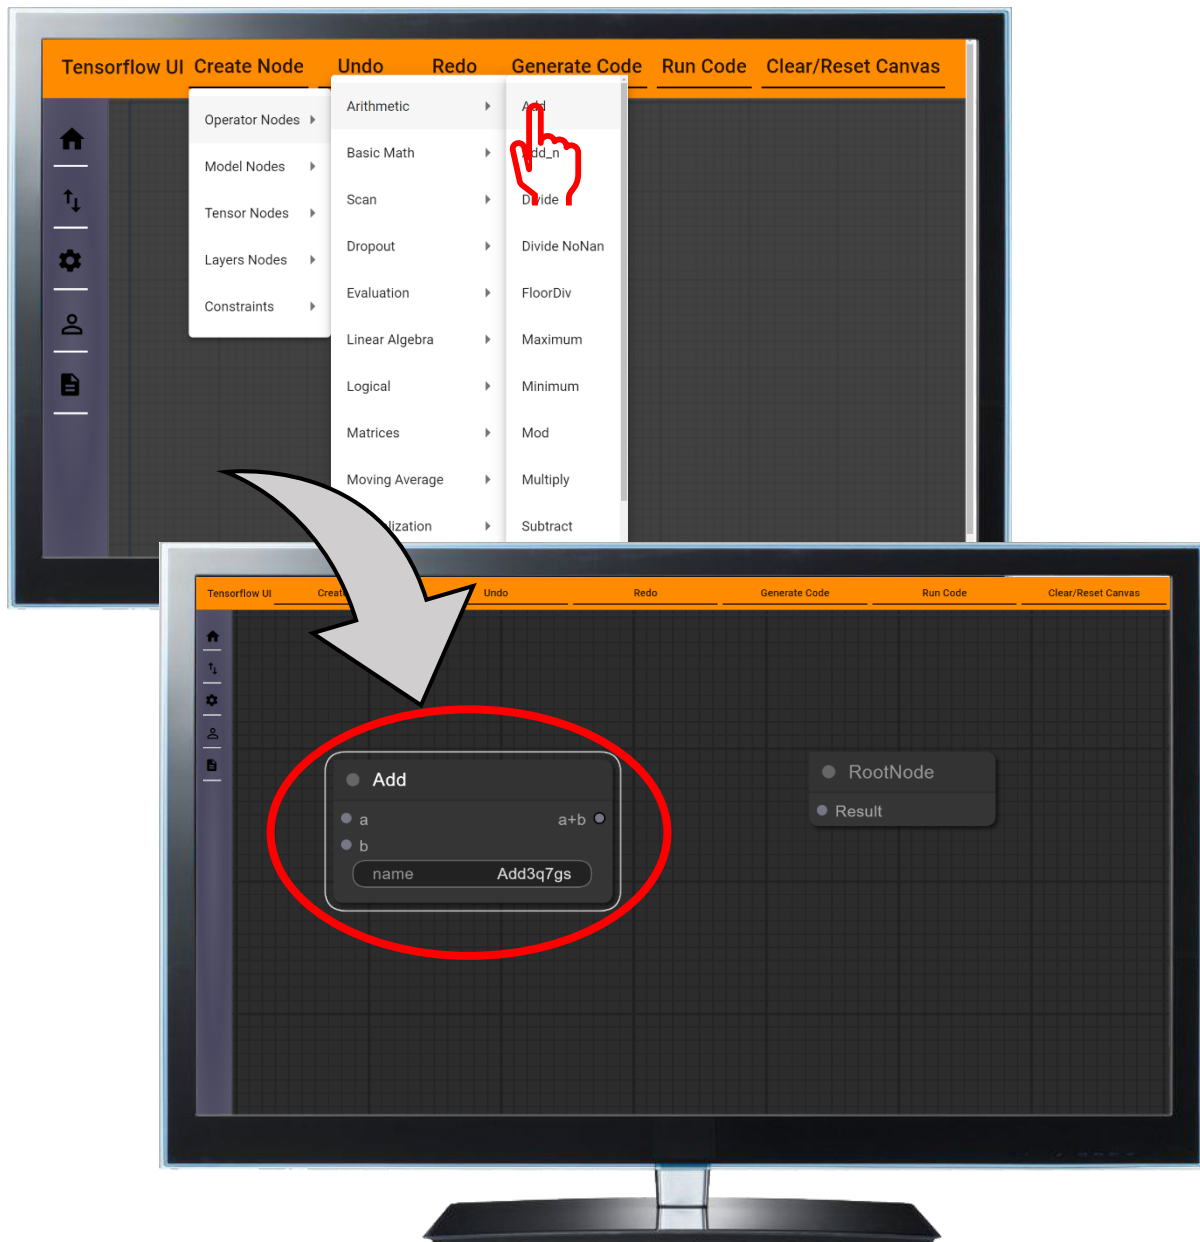 Tensorflow UI Create Node Undo Redo Generate Code Run Code Clear/Reset Canvas
Operator Nodes
Model Nodes
Tensor Nodes
Layers Nodes
Constraints
Arithmetic
Basic Math
Scan
Dropout
Evaluation
Linear Algebra
Logical
Matrices
Moving Average
Add
Add_n
Divide
Divide NoNan
FloorDiv
Maximum
Minimum
Mod
Multiply
Subtract
Tensorflow UI Undo Redo Generate Code Run Code Clear/Reset Canvas
Add
a a+b
b
name Add3q7gs
RootNode
Result